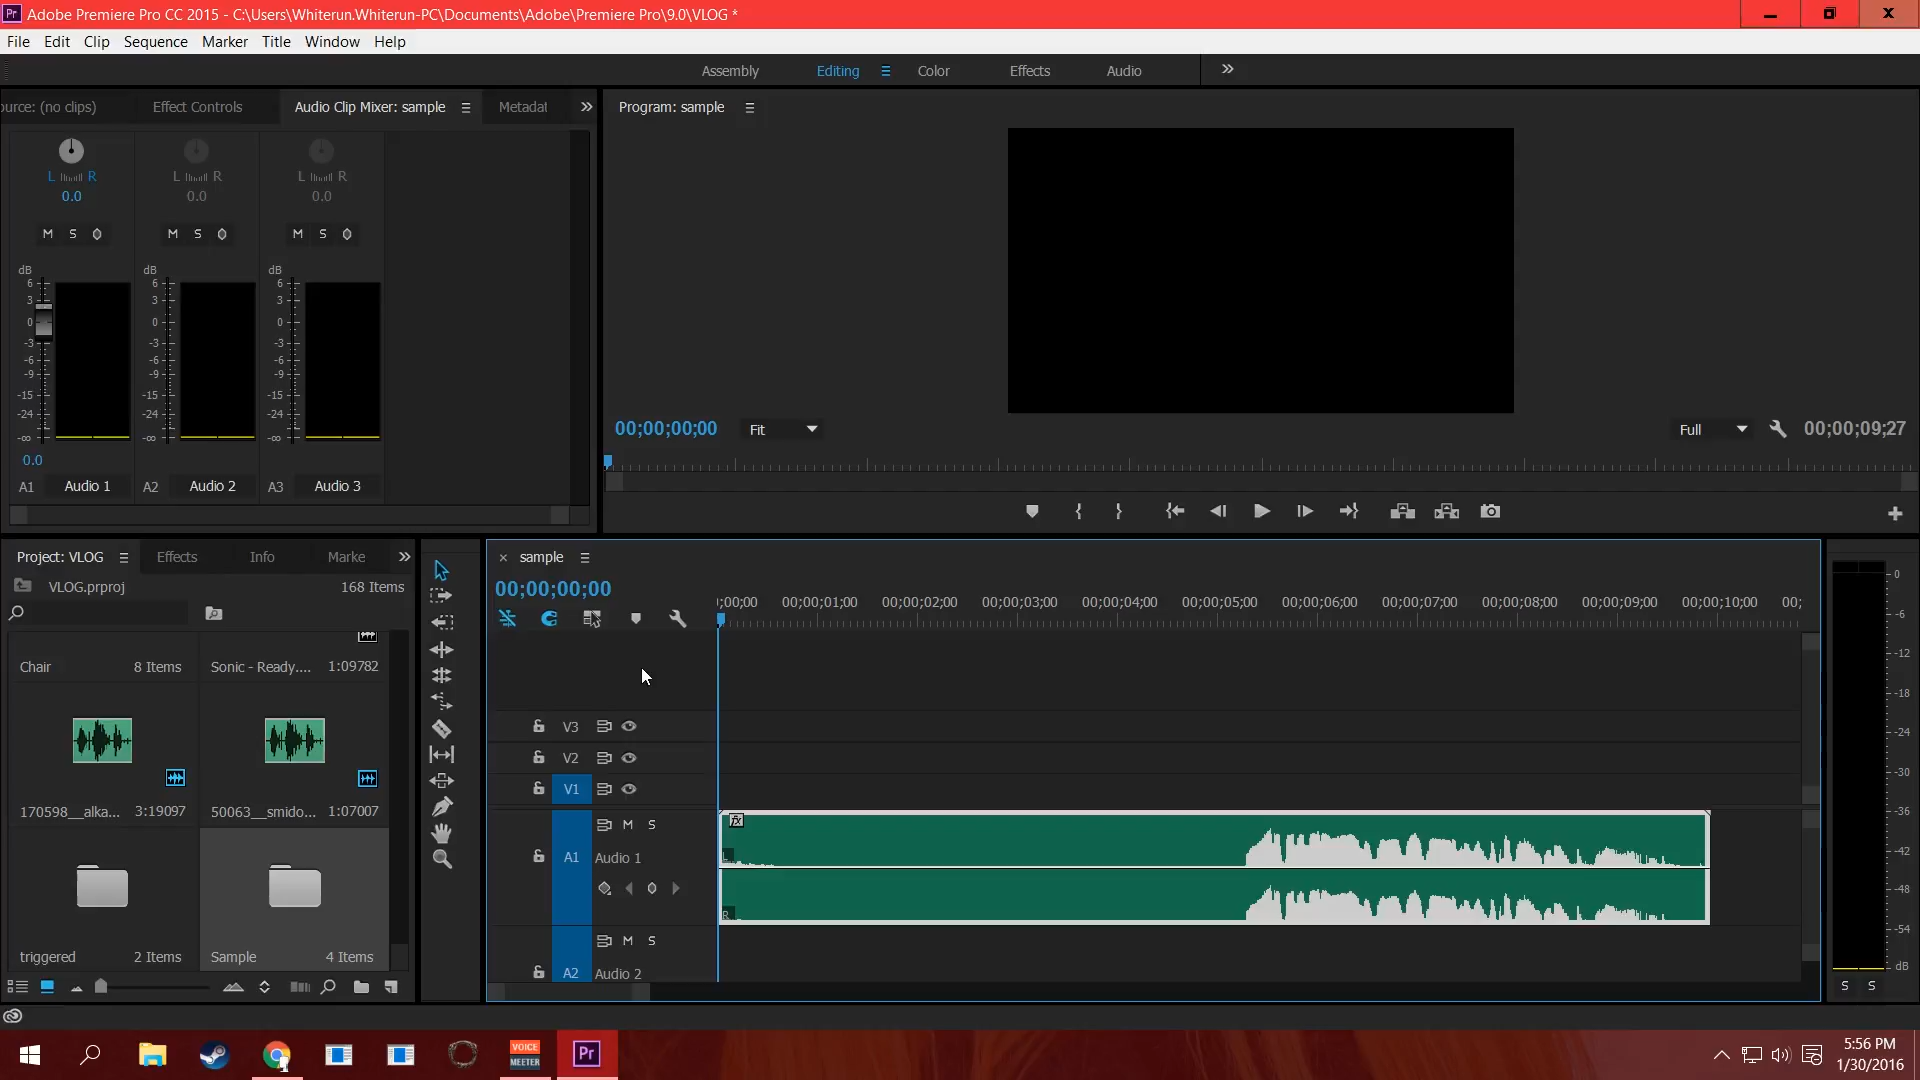 Adobe Premiere Pro CC 2015 - C:\Users\Whiterun.Whiterun-PC\Documents\Adobe\Premiere Pro\9.0\VLOG *
File Edit Clip Sequence Marker Title Window Help
Assembly Editing Color Effects Audio
ource: (no clips) Effect Controls Audio Clip Mixer: sample Metadat
Program: sample
L R L R L R
0.0 0.0 0.0
M S M S M S
dB dB dB
6 6 6
3 3 3
0 0 0
-3 -3 -3
-6 -6 -6
-9 -9 -9
-15 -15 -15
-24 -24 -24
-∞ -∞ -∞
0.0
A1 Audio 1 A2 Audio 2 A3 Audio 3
00;00;00;00 Fit Full 00;00;09;27
Project: VLOG Effects Info Marke
VLOG.prproj 168 Items
Chair 8 Items Sonic - Ready.... 1:09782
170598__alka... 3:19097 50063__smido... 1:07007
triggered 2 Items Sample 4 Items
sample
00;00;00;00
;00;00 00;00;01;00 00;00;02;00 00;00;03;00 00;00;04;00 00;00;05;00 00;00;06;00 00;00;07;00 00;00;08;00 00;00;09;00 00;00;10;00 00;
V3
V2
V1
M S
A1 Audio 1
fx
L
R
M S
A2 Audio 2
0
-6
-12
-18
-24
-30
-36
-42
-48
-54
dB
S S
VOICE
MEETER
Pr
5:56 PM
1/30/2016